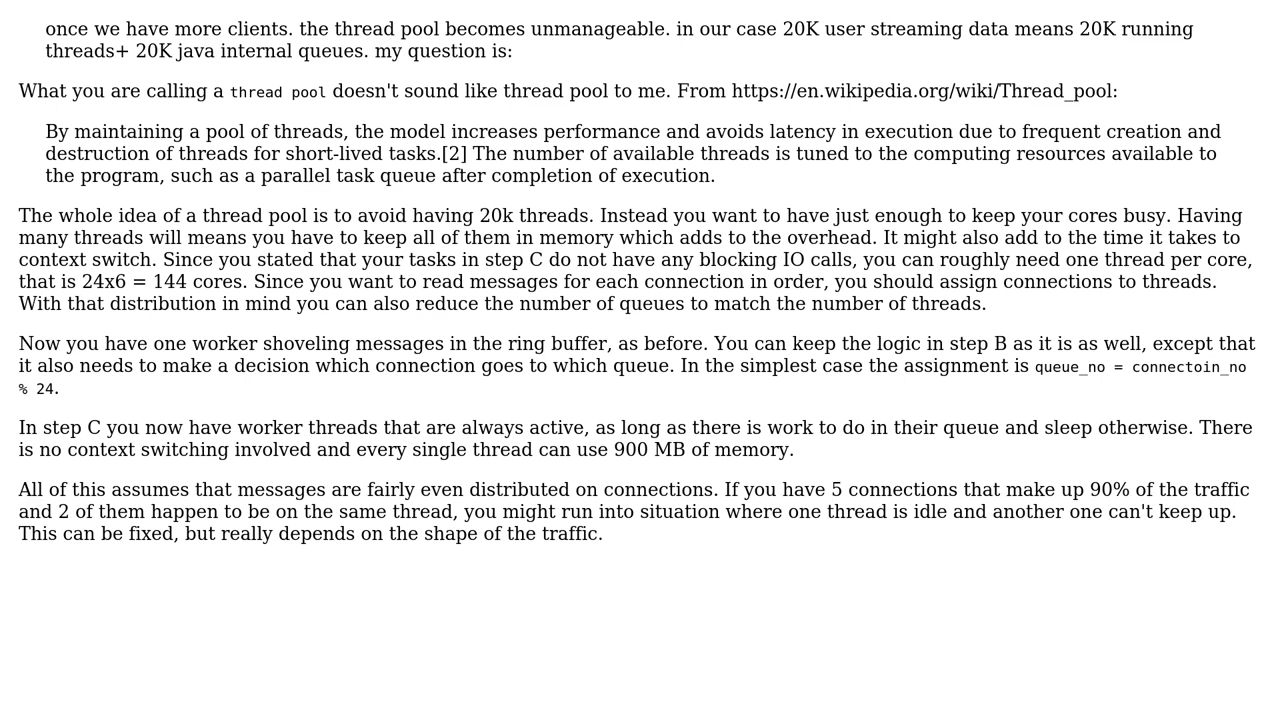 once we have more clients. the thread pool becomes unmanageable. in our case 20K user streaming data means 20K running
threads+ 20K java internal queues. my question is:
What you are calling a thread pool doesn't sound like thread pool to me. From https://en.wikipedia.org/wiki/Thread_pool:
By maintaining a pool of threads, the model increases performance and avoids latency in execution due to frequent creation and
destruction of threads for short-lived tasks.[2] The number of available threads is tuned to the computing resources available to
the program, such as a parallel task queue after completion of execution.
The whole idea of a thread pool is to avoid having 20k threads. Instead you want to have just enough to keep your cores busy. Having
many threads will means you have to keep all of them in memory which adds to the overhead. It might also add to the time it takes to
context switch. Since you stated that your tasks in step C do not have any blocking IO calls, you can roughly need one thread per core,
that is 24x6 = 144 cores. Since you want to read messages for each connection in order, you should assign connections to threads.
With that distribution in mind you can also reduce the number of queues to match the number of threads.
Now you have one worker shoveling messages in the ring buffer, as before. You can keep the logic in step B as it is as well, except that
it also needs to make a decision which connection goes to which queue. In the simplest case the assignment is queue_no = connectoin_no
% 24.
In step C you now have worker threads that are always active, as long as there is work to do in their queue and sleep otherwise. There
is no context switching involved and every single thread can use 900 MB of memory.
All of this assumes that messages are fairly even distributed on connections. If you have 5 connections that make up 90% of the traffic
and 2 of them happen to be on the same thread, you might run into situation where one thread is idle and another one can't keep up.
This can be fixed, but really depends on the shape of the traffic.